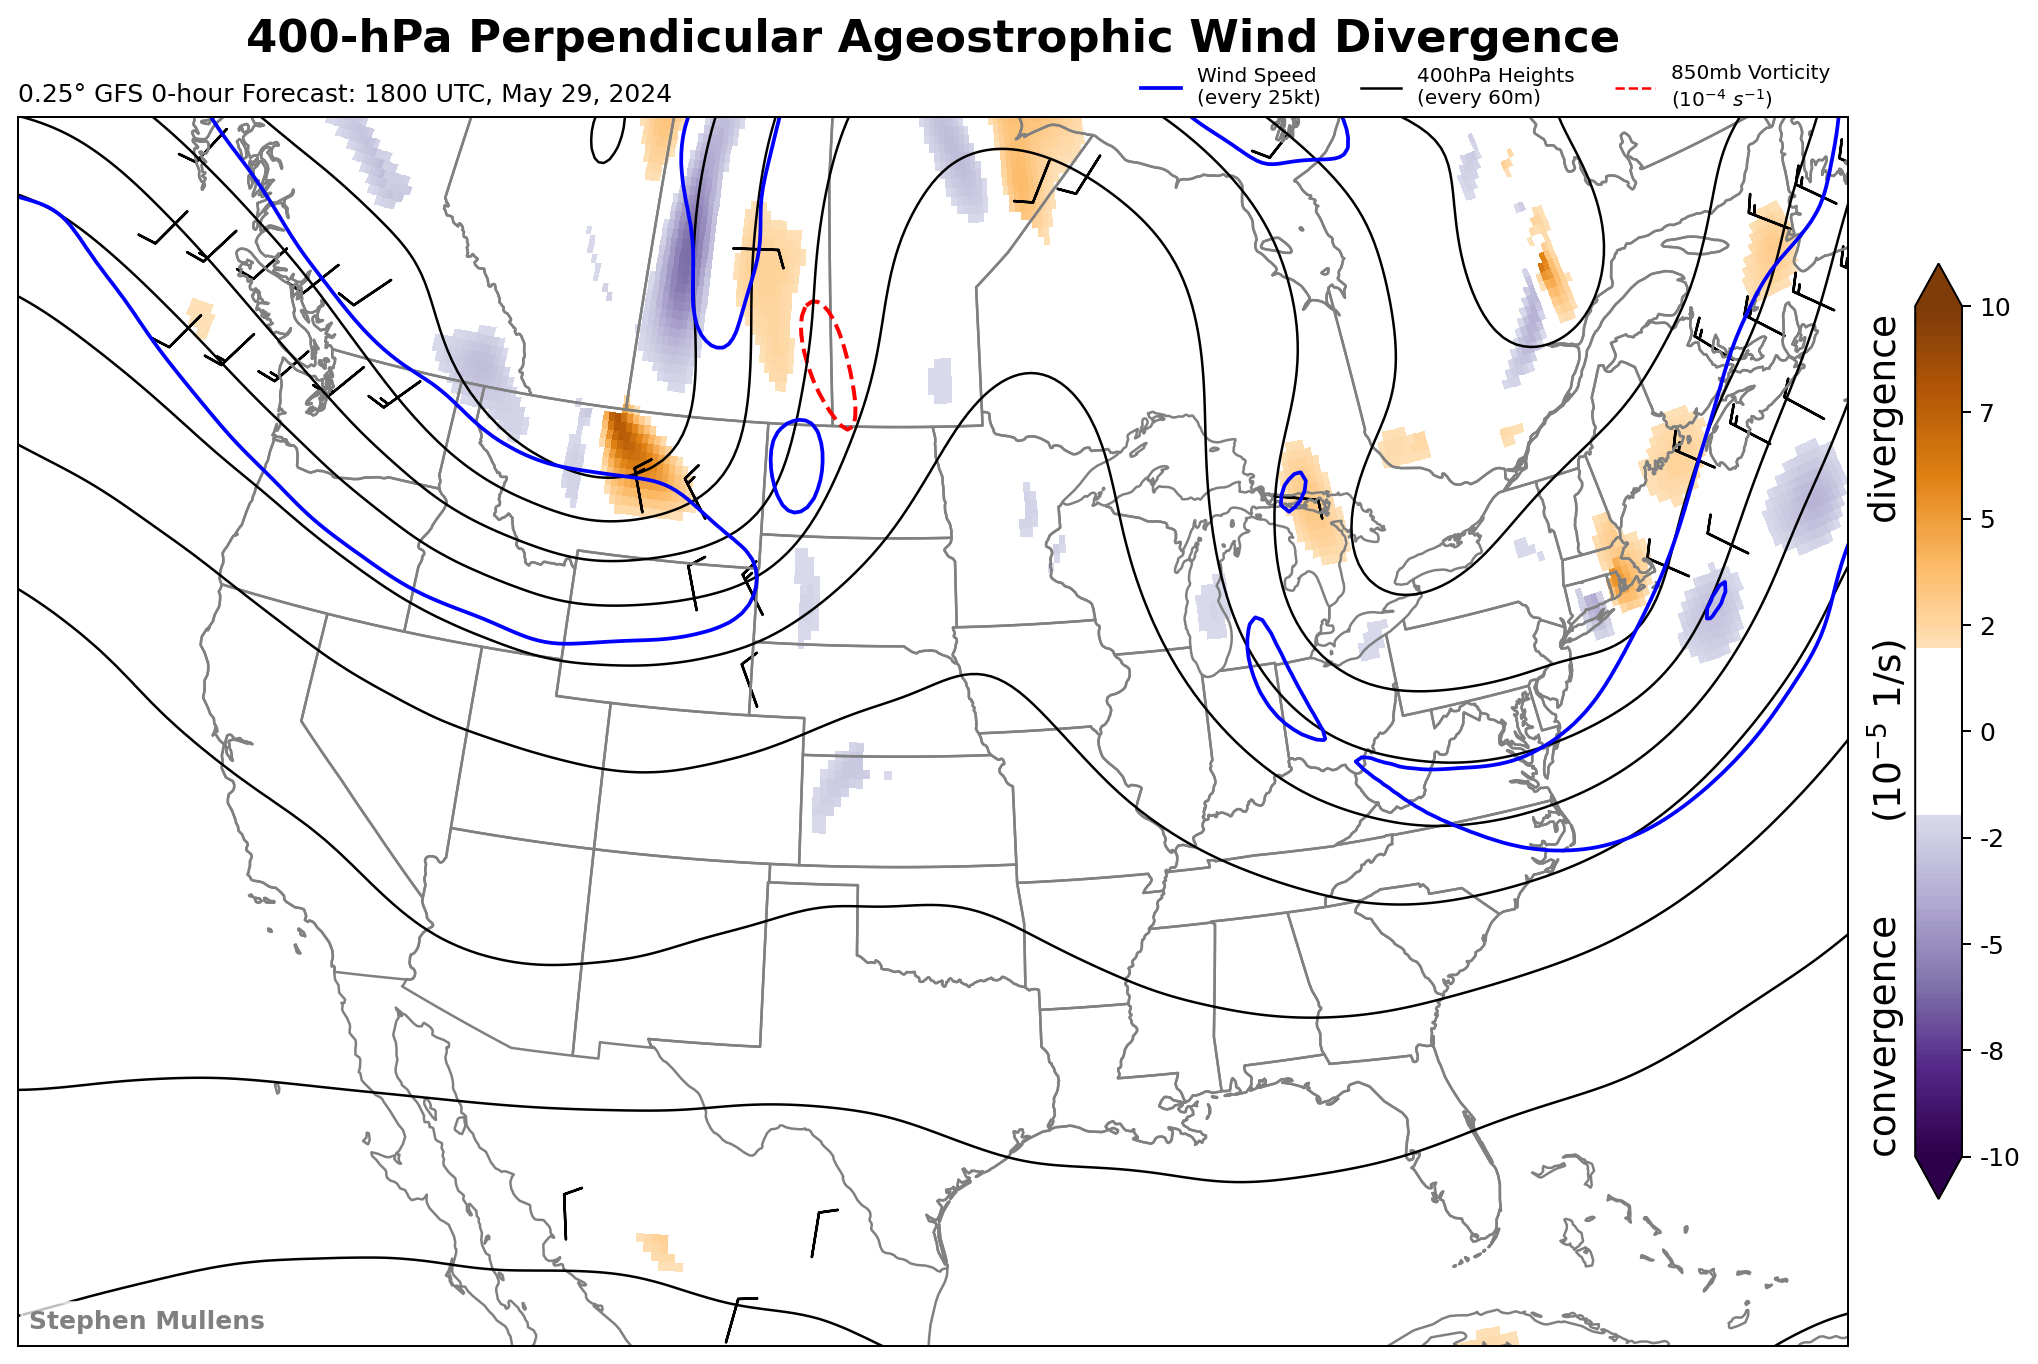 400-hPa Perpendicular Ageostrophic Wind Divergence
0.25° GFS 0-hour Forecast: 1800 UTC, May 29, 2024
Wind Speed
(every 25kt)
400hPa Heights
(every 60m)
850mb Vorticity
(10⁻⁴ s⁻¹)
10
7
5
2
0
-2
-5
-8
-10
convergence (10⁻⁵ 1/s) divergence
Stephen Mullens